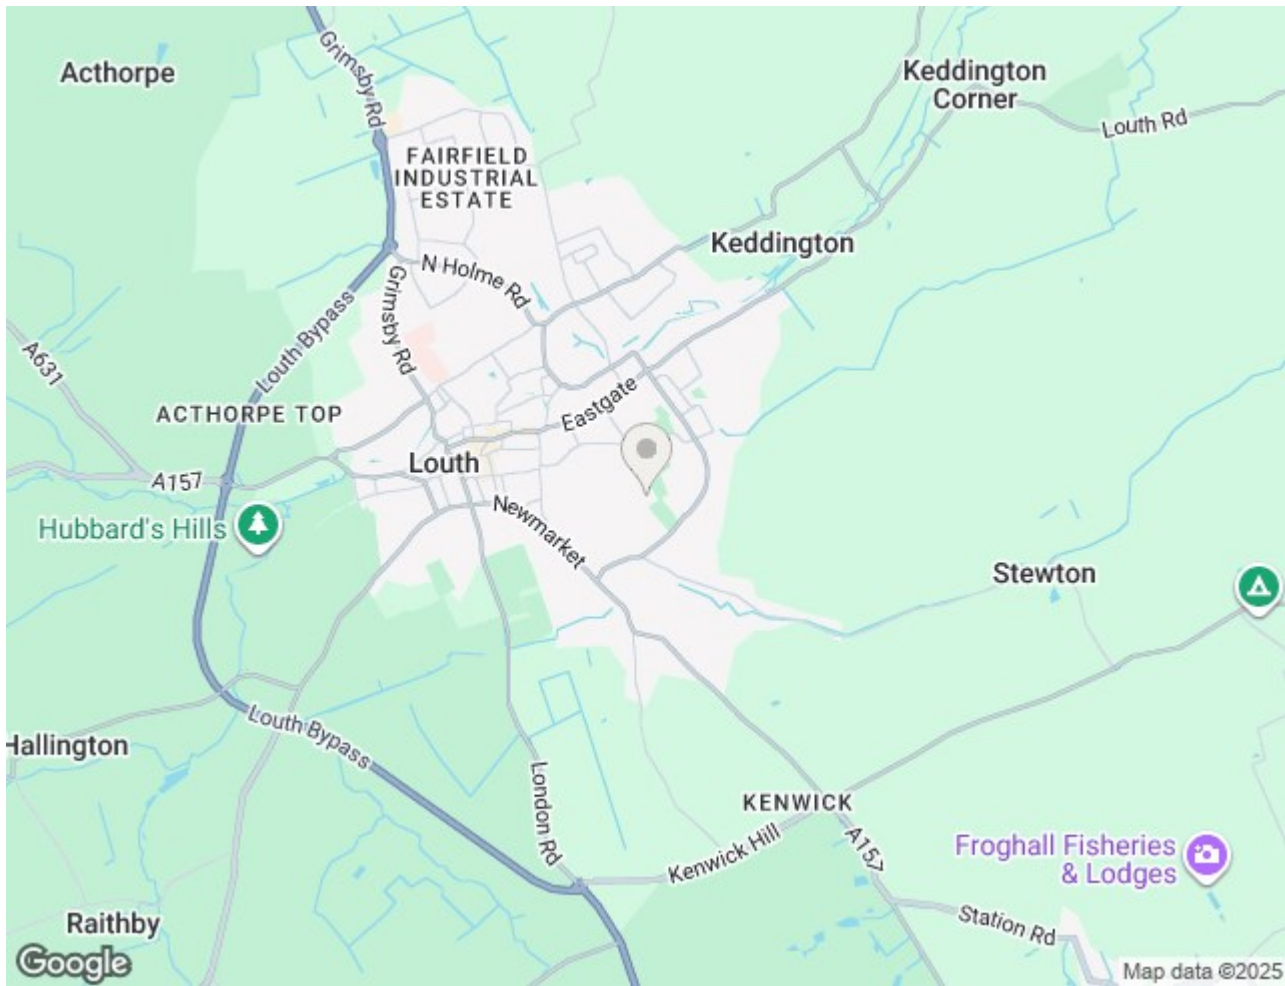 Acthorpe
Grimsby Rd
Keddington
Corner
Louth Rd
FAIRFIELD
INDUSTRIAL
ESTATE
Keddington
N Holme Rd
Grimsby Rd
Louth Bypass
A631
ACTHORPE TOP
Eastgate
Louth
A157
Newmarket
Hubbard's Hills
Stewton
Louth Bypass
Hallington
London Rd
KENWICK
Kenwick Hill
A157
Froghall Fisheries
& Lodges
Station Rd
Raithby
Google
Map data ©2025